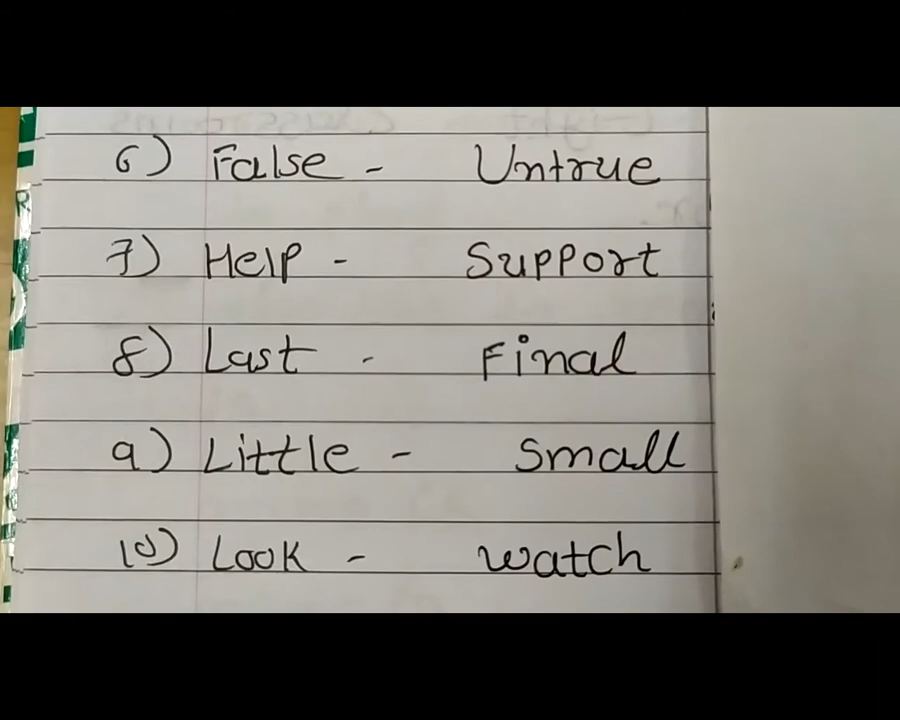 6) False - Untrue
7) Help - Support
8) Last - Final
9) Little - Small
10) Look - watch